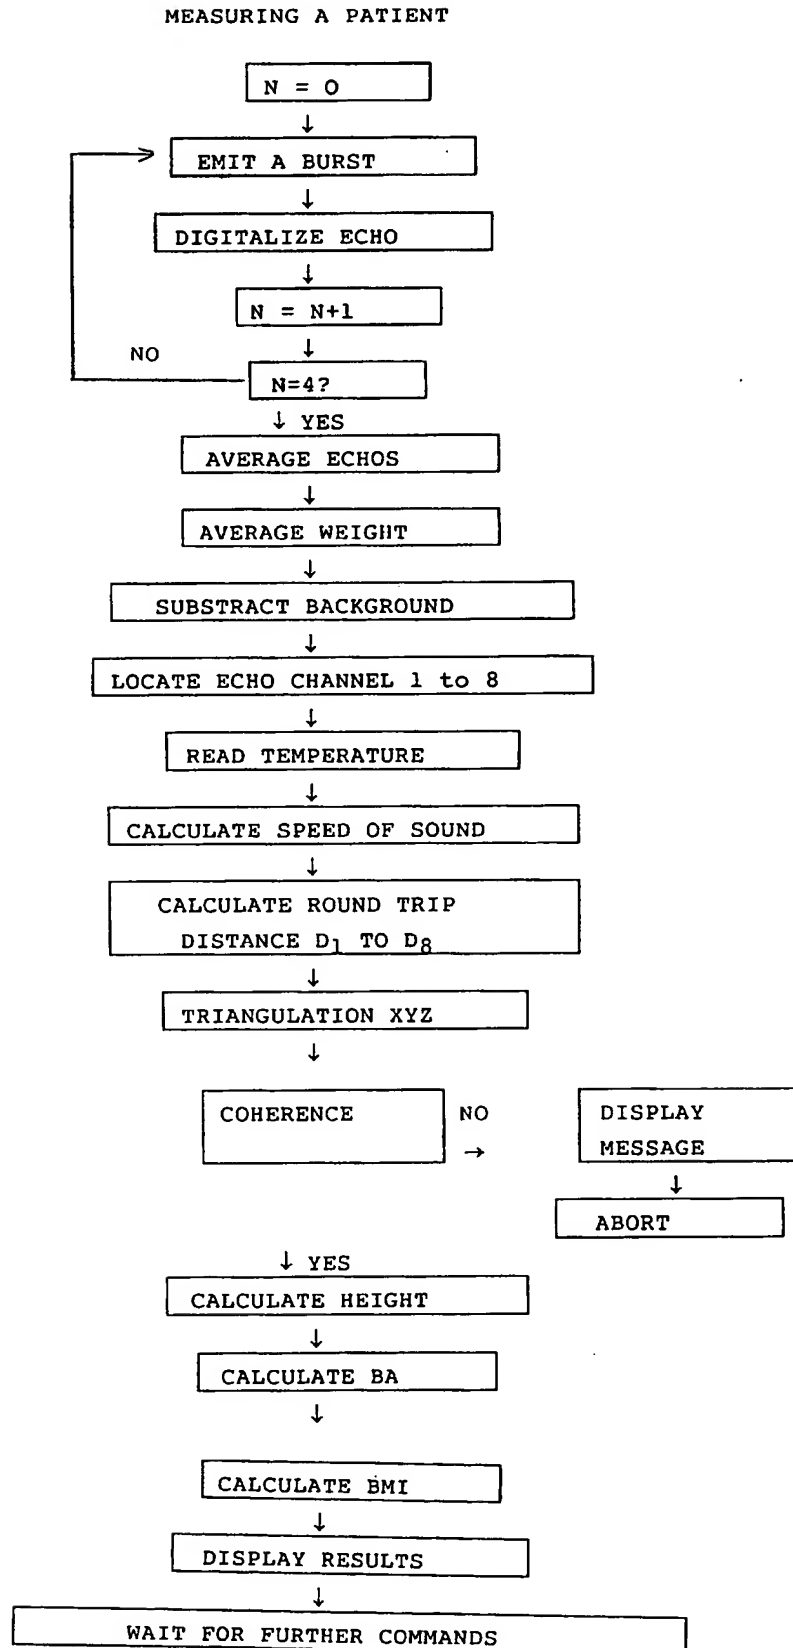 MEASURING A PATIENT
N = 0
EMIT A BURST
DIGITALIZE ECHO
N = N+1
NO
N=4?
YES
AVERAGE ECHOS
AVERAGE WEIGHT
SUBSTRACT BACKGROUND
LOCATE ECHO CHANNEL 1 to 8
READ TEMPERATURE
CALCULATE SPEED OF SOUND
CALCULATE ROUND TRIP
DISTANCE D1 TO D8
TRIANGULATION XYZ
COHERENCE
NO
DISPLAY
MESSAGE
ABORT
YES
CALCULATE HEIGHT
CALCULATE BA
CALCULATE BMI
DISPLAY RESULTS
WAIT FOR FURTHER COMMANDS